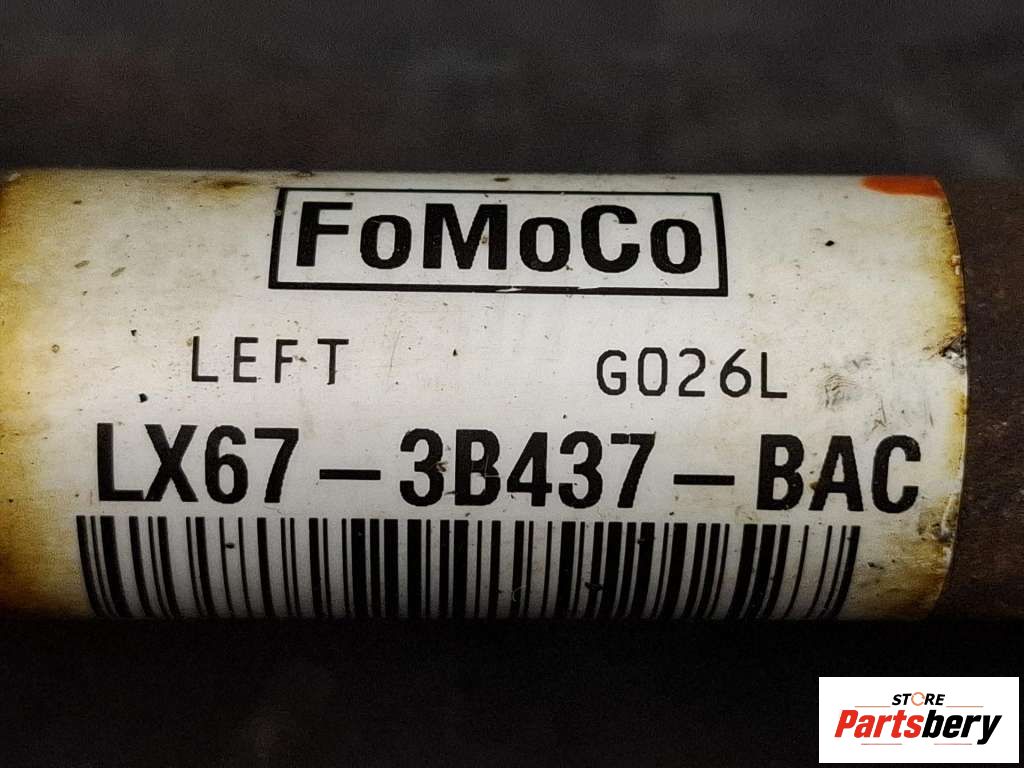 FoMoCo
LEFT G026L
LX67-3B437-BAC
STORE
Partsbery